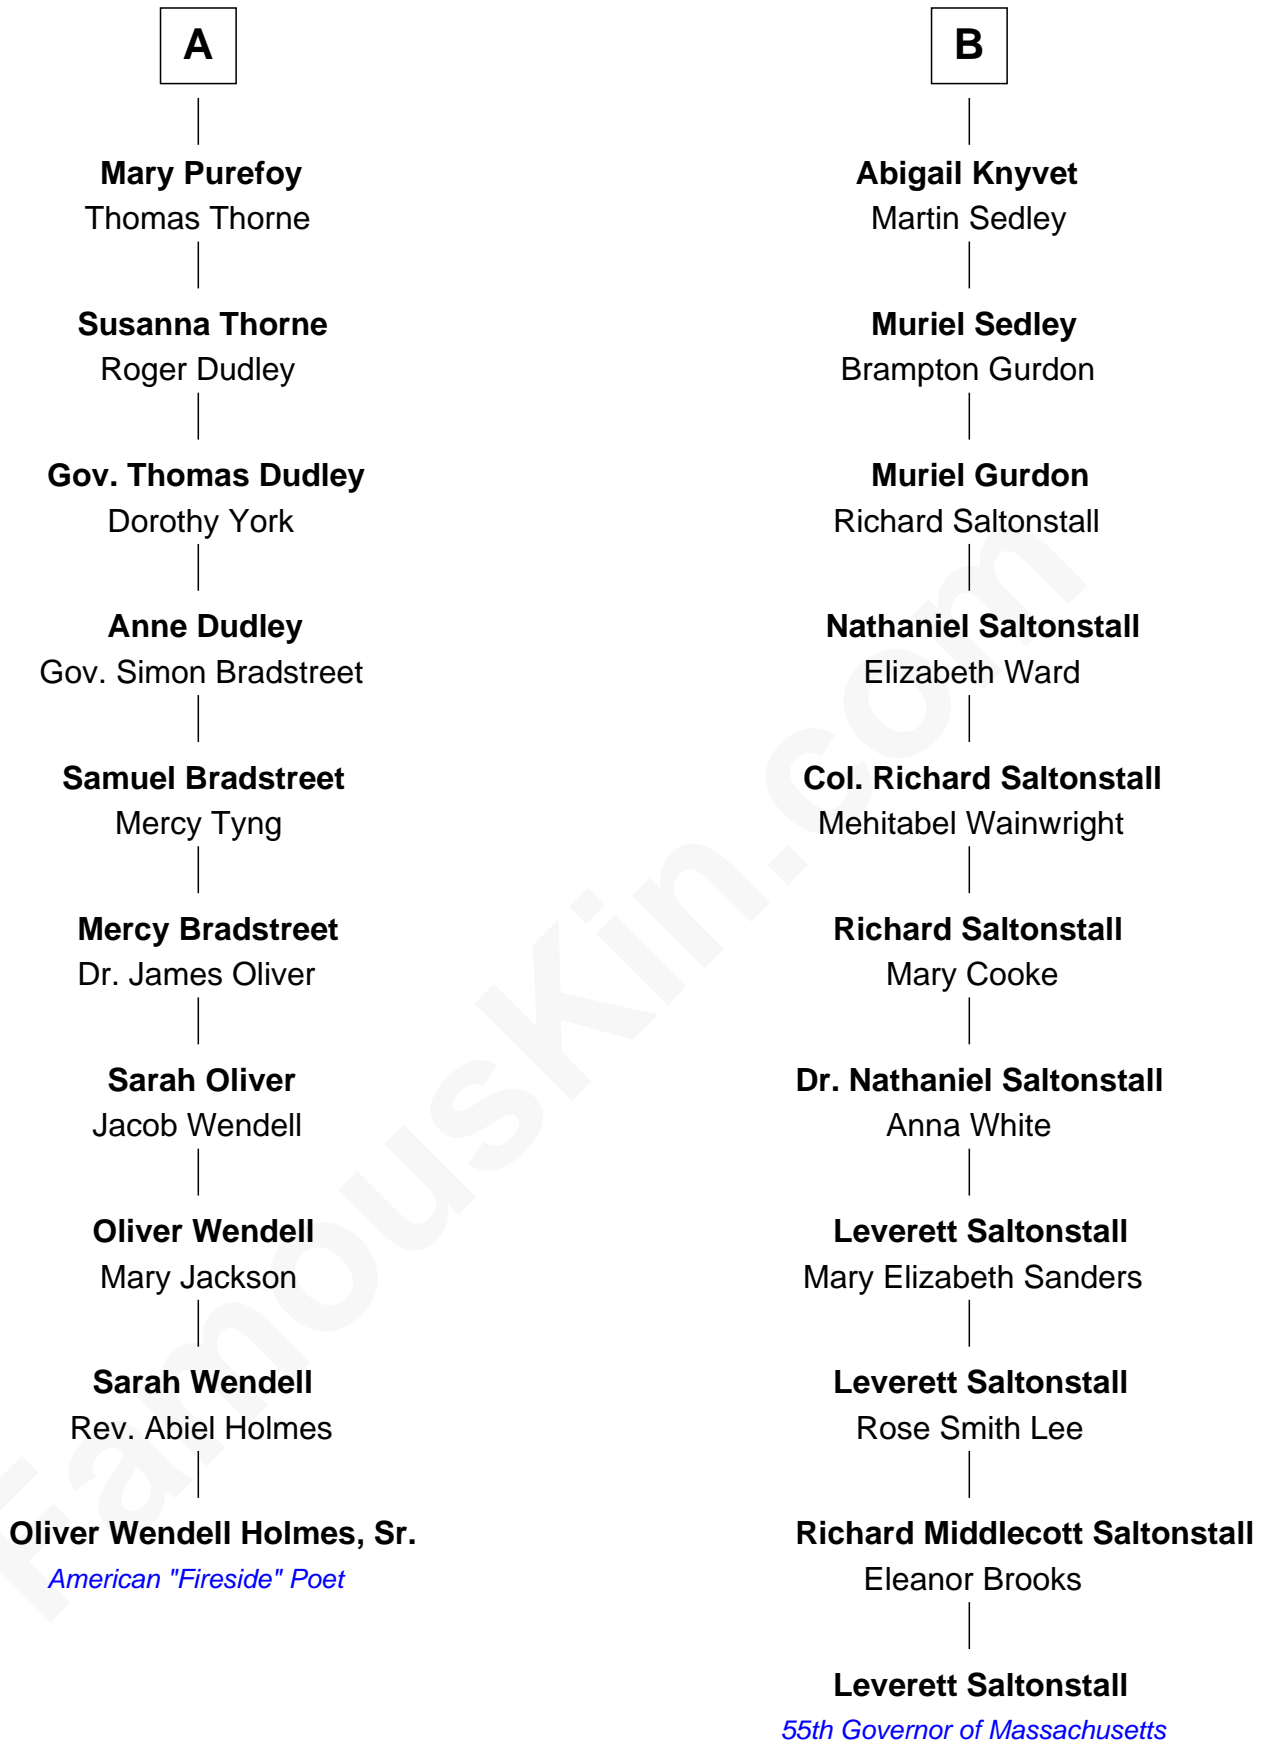 A
Mary Purefoy
Thomas Thorne
Susanna Thorne
Roger Dudley
Gov. Thomas Dudley
Dorothy York
Anne Dudley
Gov. Simon Bradstreet
Samuel Bradstreet
Mercy Tyng
Mercy Bradstreet
Dr. James Oliver
Sarah Oliver
Jacob Wendell
Oliver Wendell
Mary Jackson
Sarah Wendell
Rev. Abiel Holmes
Oliver Wendell Holmes, Sr.
American "Fireside" Poet
B
Abigail Knyvet
Martin Sedley
Muriel Sedley
Brampton Gurdon
Muriel Gurdon
Richard Saltonstall
Nathaniel Saltonstall
Elizabeth Ward
Col. Richard Saltonstall
Mehitabel Wainwright
Richard Saltonstall
Mary Cooke
Dr. Nathaniel Saltonstall
Anna White
Leverett Saltonstall
Mary Elizabeth Sanders
Leverett Saltonstall
Rose Smith Lee
Richard Middlecott Saltonstall
Eleanor Brooks
Leverett Saltonstall
55th Governor of Massachusetts
FamousKin.com